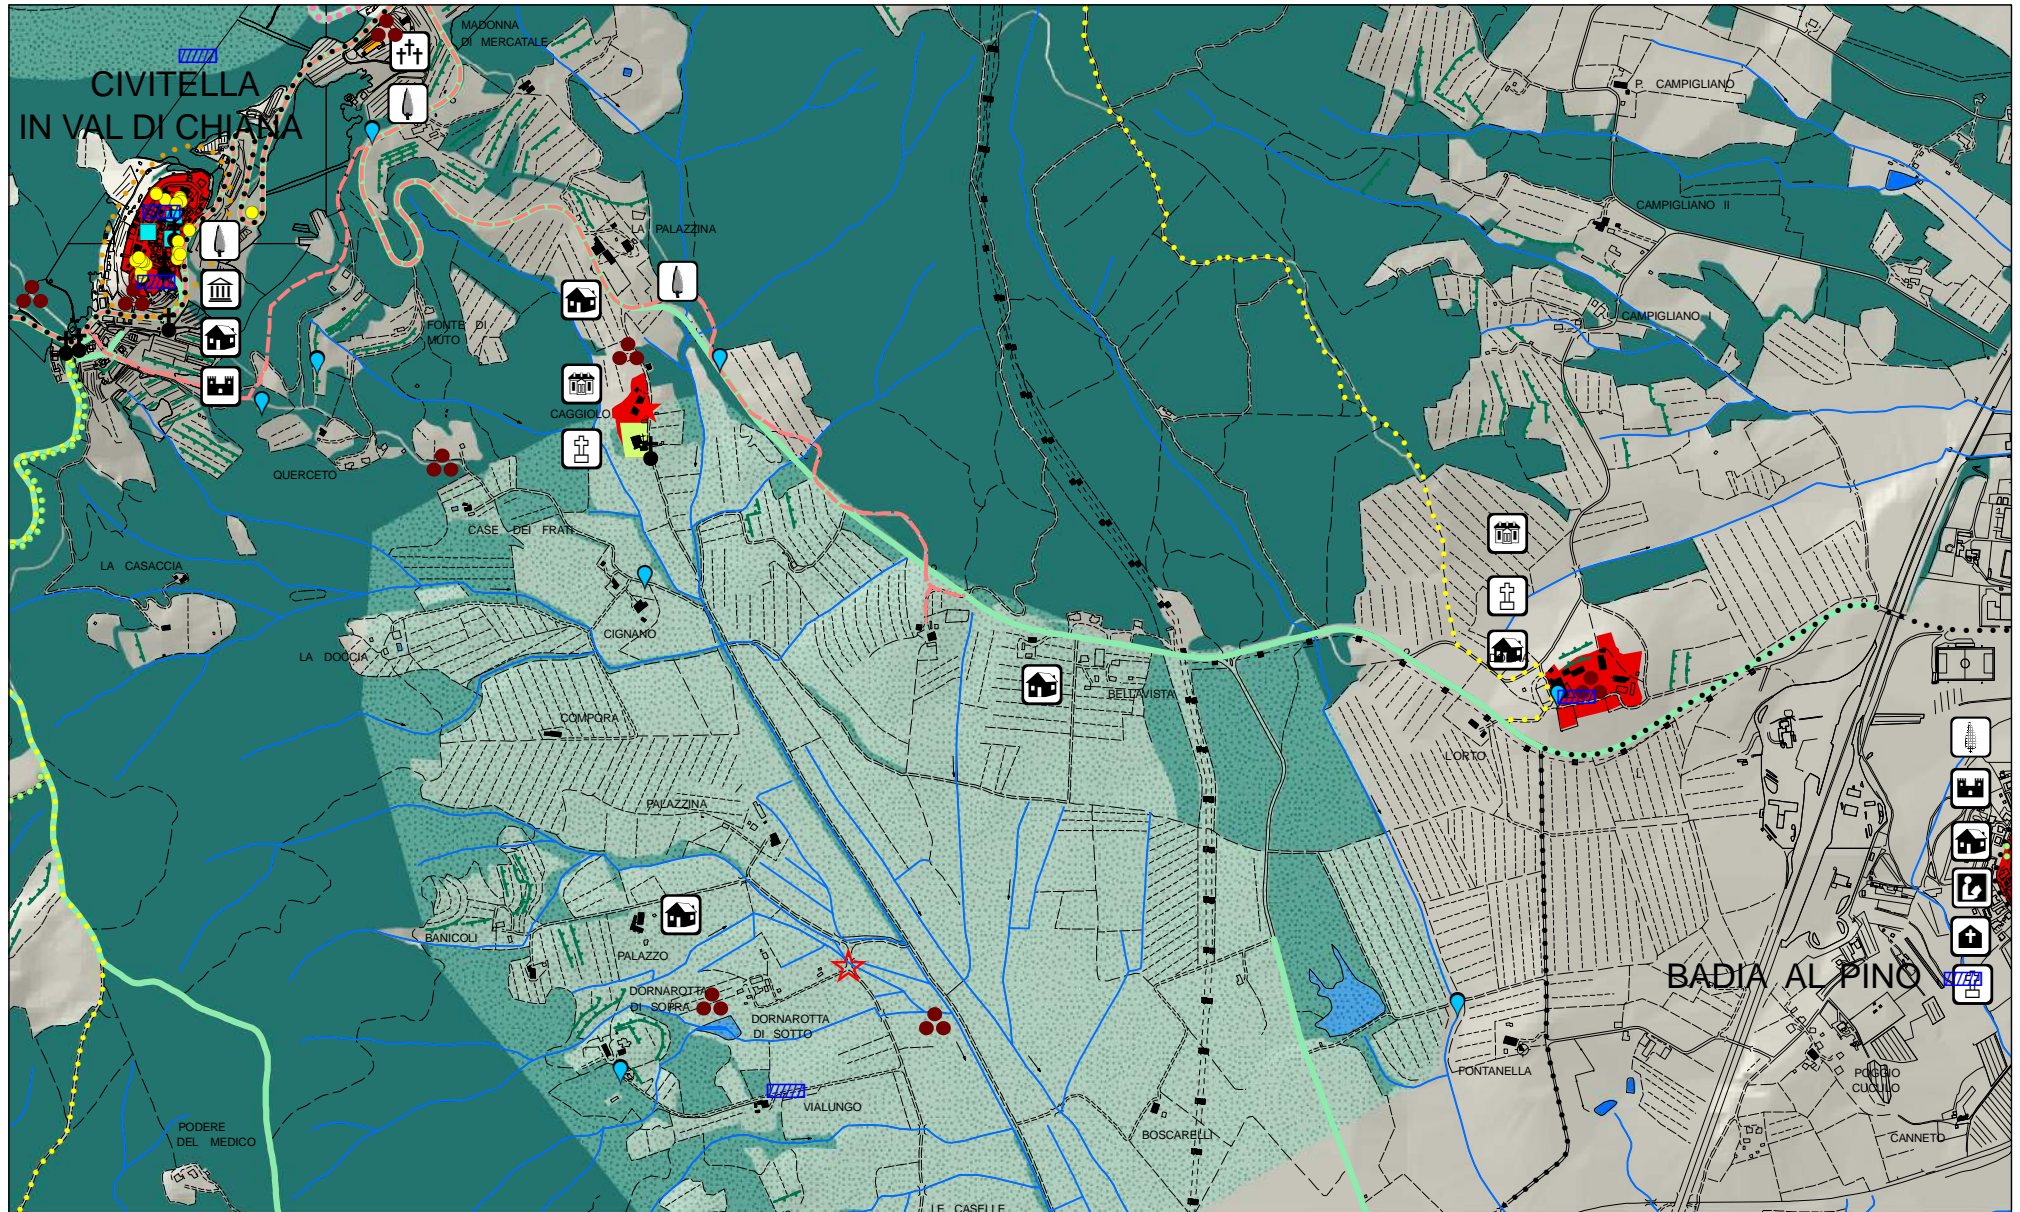 MADONNA
DI MERCATALE
CIVITELLA
IN VAL DI CHIANA
P. CAMPIGLIANO
CAMPIGLIANO II
LA PALAZZINA
CAMPIGLIANO I
FONTE DI
MUTO
CAGGIOLO
QUERCETO
CASE DEI FRATI
LA CASACCIA
CIGNANO
LA DOCCIA
BELLAVISTA
COMPORA
L'ORTO
PALAZZINA
BANICOLI
PALAZZO
BADIA AL PINO
DORNAROTTA
DI SOPRA
DORNAROTTA
DI SOTTO
FONTANELLA
POGGIO
CUCULO
VIALUNGO
PODERE
DEL MEDICO
BOSCARELLI
CANNETO
LE CASELLE